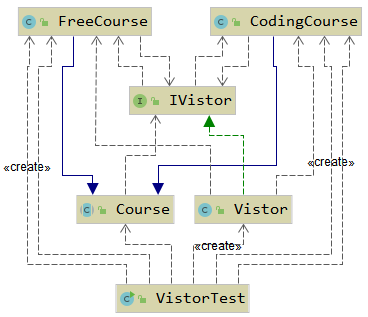 C FreeCourse
C CodingCourse
I IVistor
«create»
«create»
C Course
C Vistor
«create»
C VistorTest